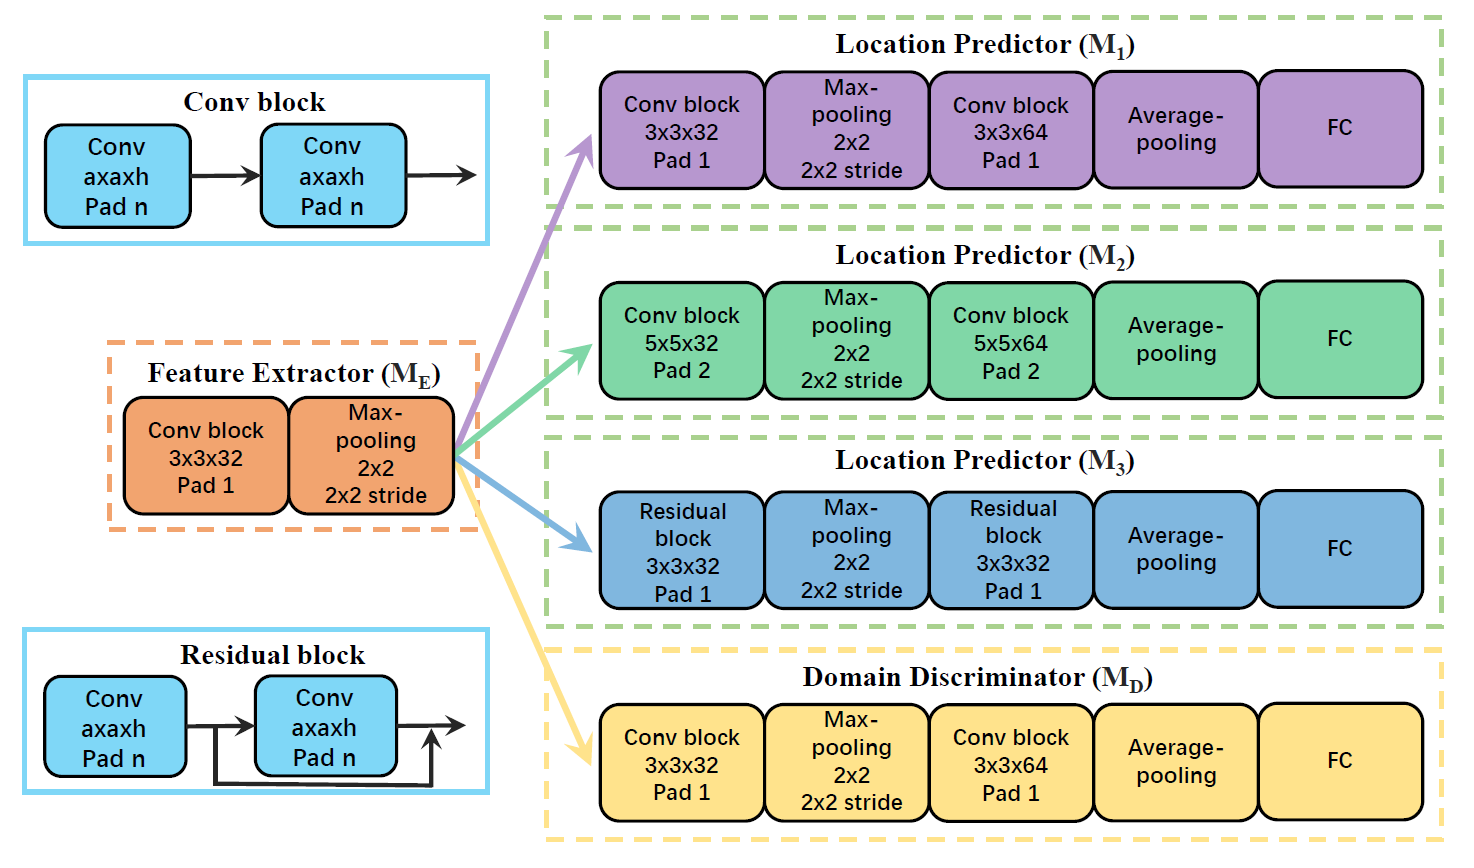 Conv block
Conv
axaxh
Pad n
Conv
axaxh
Pad n
Feature Extractor (ME)
Conv block
3x3x32
Pad 1
Max-
pooling
2x2
2x2 stride
Residual block
Conv
axaxh
Pad n
Conv
axaxh
Pad n
Location Predictor (M1)
Conv block
3x3x32
Pad 1
Max-
pooling
2x2
2x2 stride
Conv block
3x3x64
Pad 1
Average-
pooling
FC
Location Predictor (M2)
Conv block
5x5x32
Pad 2
Max-
pooling
2x2
2x2 stride
Conv block
5x5x64
Pad 2
Average-
pooling
FC
Location Predictor (M3)
Residual
block
3x3x32
Pad 1
Max-
pooling
2x2
2x2 stride
Residual
block
3x3x32
Pad 1
Average-
pooling
FC
Domain Discriminator (MD)
Conv block
3x3x32
Pad 1
Max-
pooling
2x2
2x2 stride
Conv block
3x3x64
Pad 1
Average-
pooling
FC